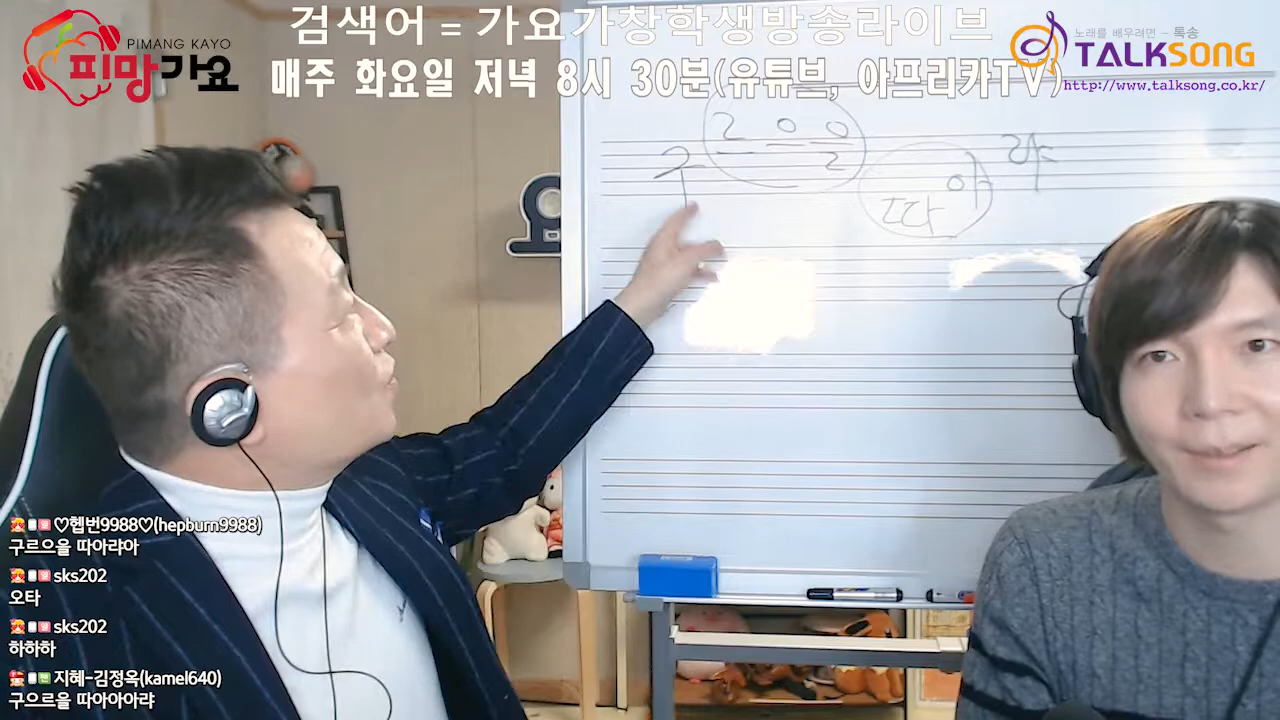 검색어 = 가요가창학생방송라이브
매주 화요일 저녁 8시 30분(유튜브, 아프리카TV)
PIMANG KAYO
피망가요
노래를 배우려면 - 톡송
TALKSONG
http://www.talksong.co.kr/
구 르 으 을 따 아 랴
요
♡헵번9988♡(hepburn9988)
구르으을 따아랴아
sks202
오타
sks202
하하하
지혜-김정옥(kamel640)
구으르을 따아아아랴